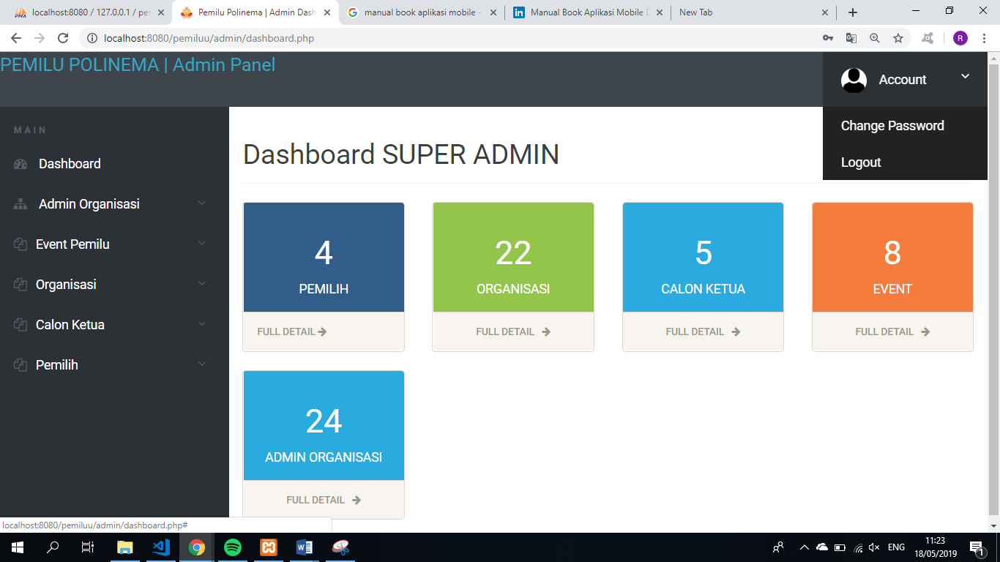 localhost:8080 / 127.0.0.1 / per
Pemilu Polinema | Admin Dash
manual book aplikasi mobile -
Manual Book Aplikasi Mobile D
New Tab
localhost:8080/pemiluu/admin/dashboard.php
R
PEMILU POLINEMA | Admin Panel
Account
Change Password
Logout
MAIN
Dashboard
Admin Organisasi
Event Pemilu
Organisasi
Calon Ketua
Pemilih
Dashboard SUPER ADMIN
4
PEMILIH
FULL DETAIL
22
ORGANISASI
FULL DETAIL
5
CALON KETUA
FULL DETAIL
8
EVENT
FULL DETAIL
24
ADMIN ORGANISASI
FULL DETAIL
localhost:8080/pemiluu/admin/dashboard.php#
ENG
11:23
18/05/2019
1